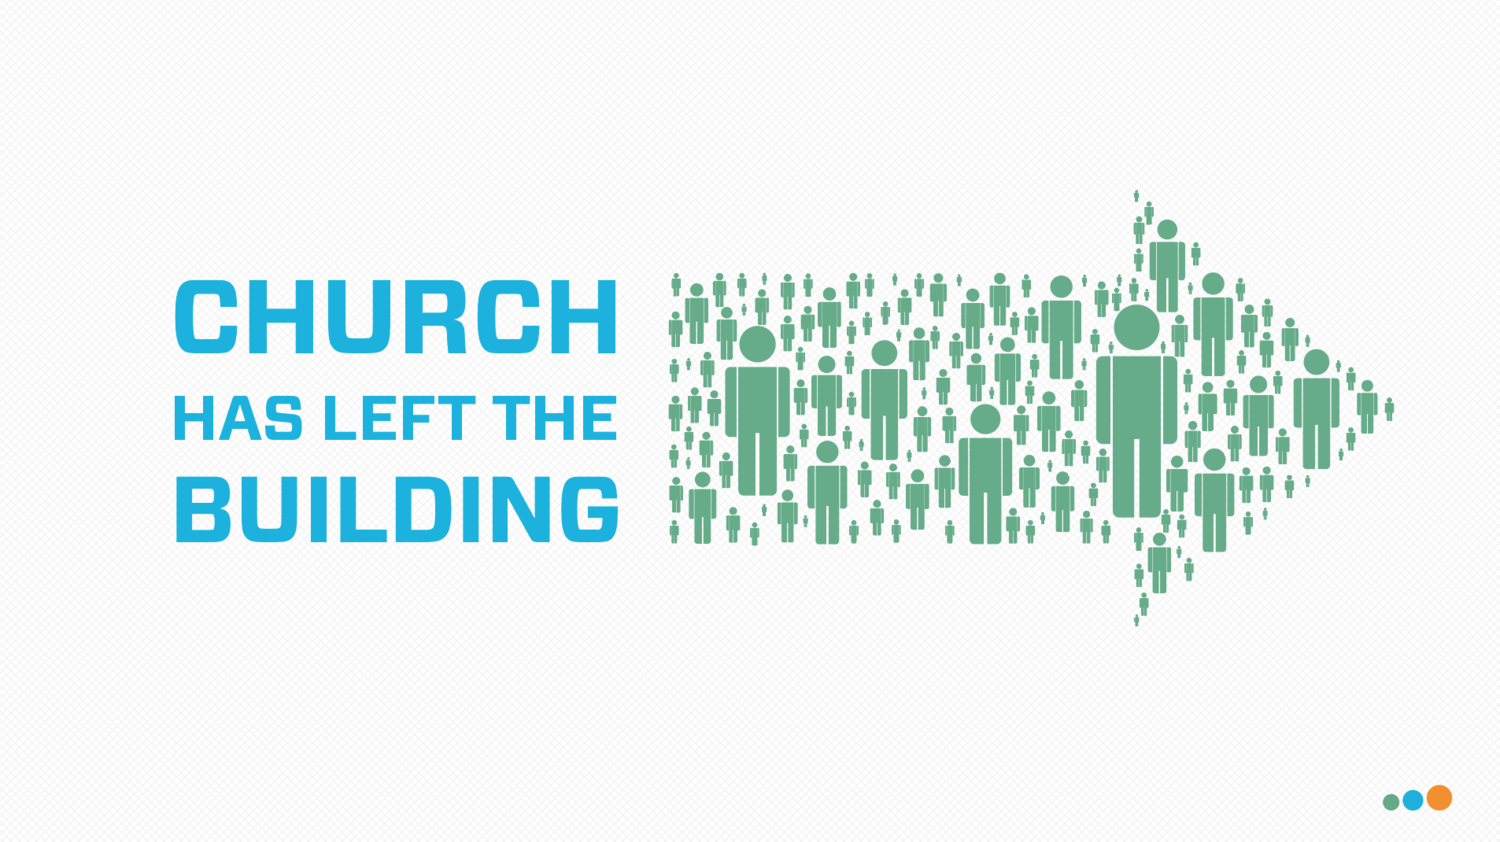 CHURCH
HAS LEFT THE
BUILDING